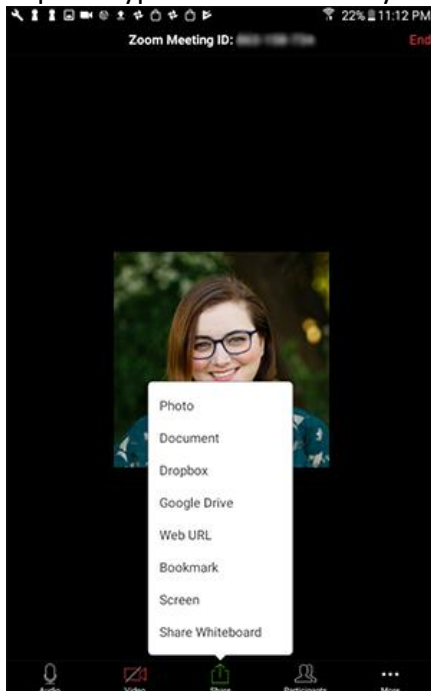 22% 11:12 PM
Zoom Meeting ID:
End
Photo
Document
Dropbox
Google Drive
Web URL
Bookmark
Screen
Share Whiteboard
Audio
Video
Share
Participants
More